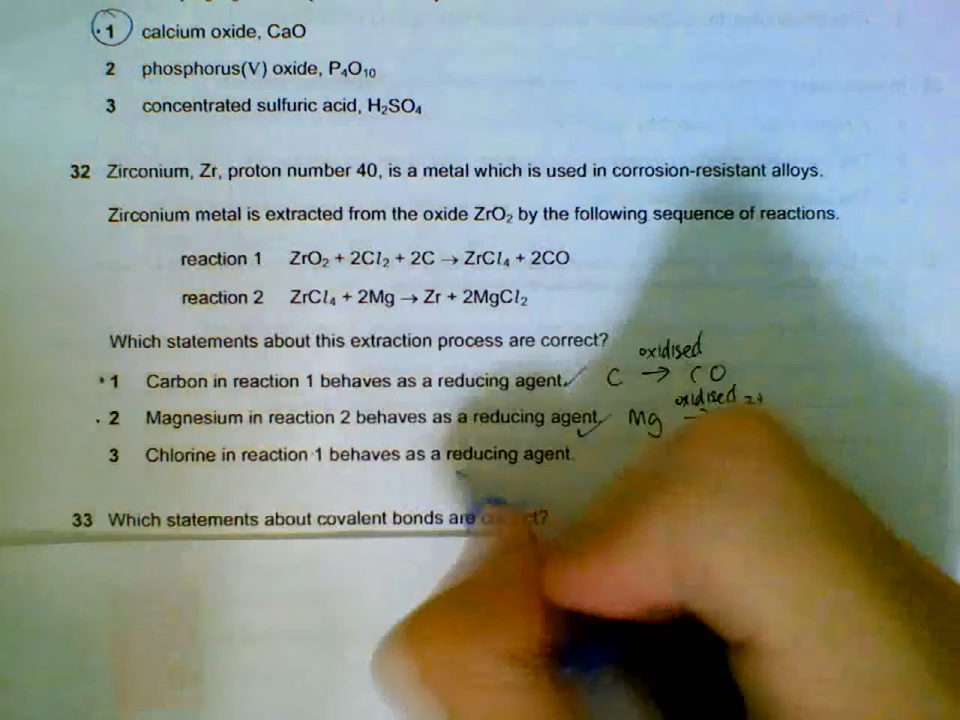 1 calcium oxide, CaO
2 phosphorus(V) oxide, P₄O₁₀
3 concentrated sulfuric acid, H₂SO₄
32 Zirconium, Zr, proton number 40, is a metal which is used in corrosion-resistant alloys.
Zirconium metal is extracted from the oxide ZrO₂ by the following sequence of reactions.
reaction 1 ZrO₂ + 2Cl₂ + 2C → ZrCl₄ + 2CO
reaction 2 ZrCl₄ + 2Mg → Zr + 2MgCl₂
Which statements about this extraction process are correct?
oxidised
1 Carbon in reaction 1 behaves as a reducing agent. ✓ C → CO
oxidised 2+
2 Magnesium in reaction 2 behaves as a reducing agent. ✓ Mg →
3 Chlorine in reaction 1 behaves as a reducing agent.
33 Which statements about covalent bonds are